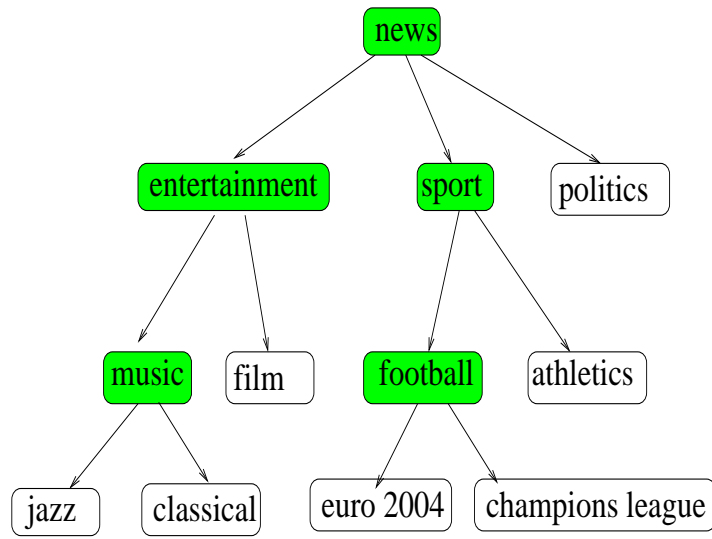 news
entertainment
sport
politics
music
film
football
athletics
jazz
classical
euro 2004
champions league